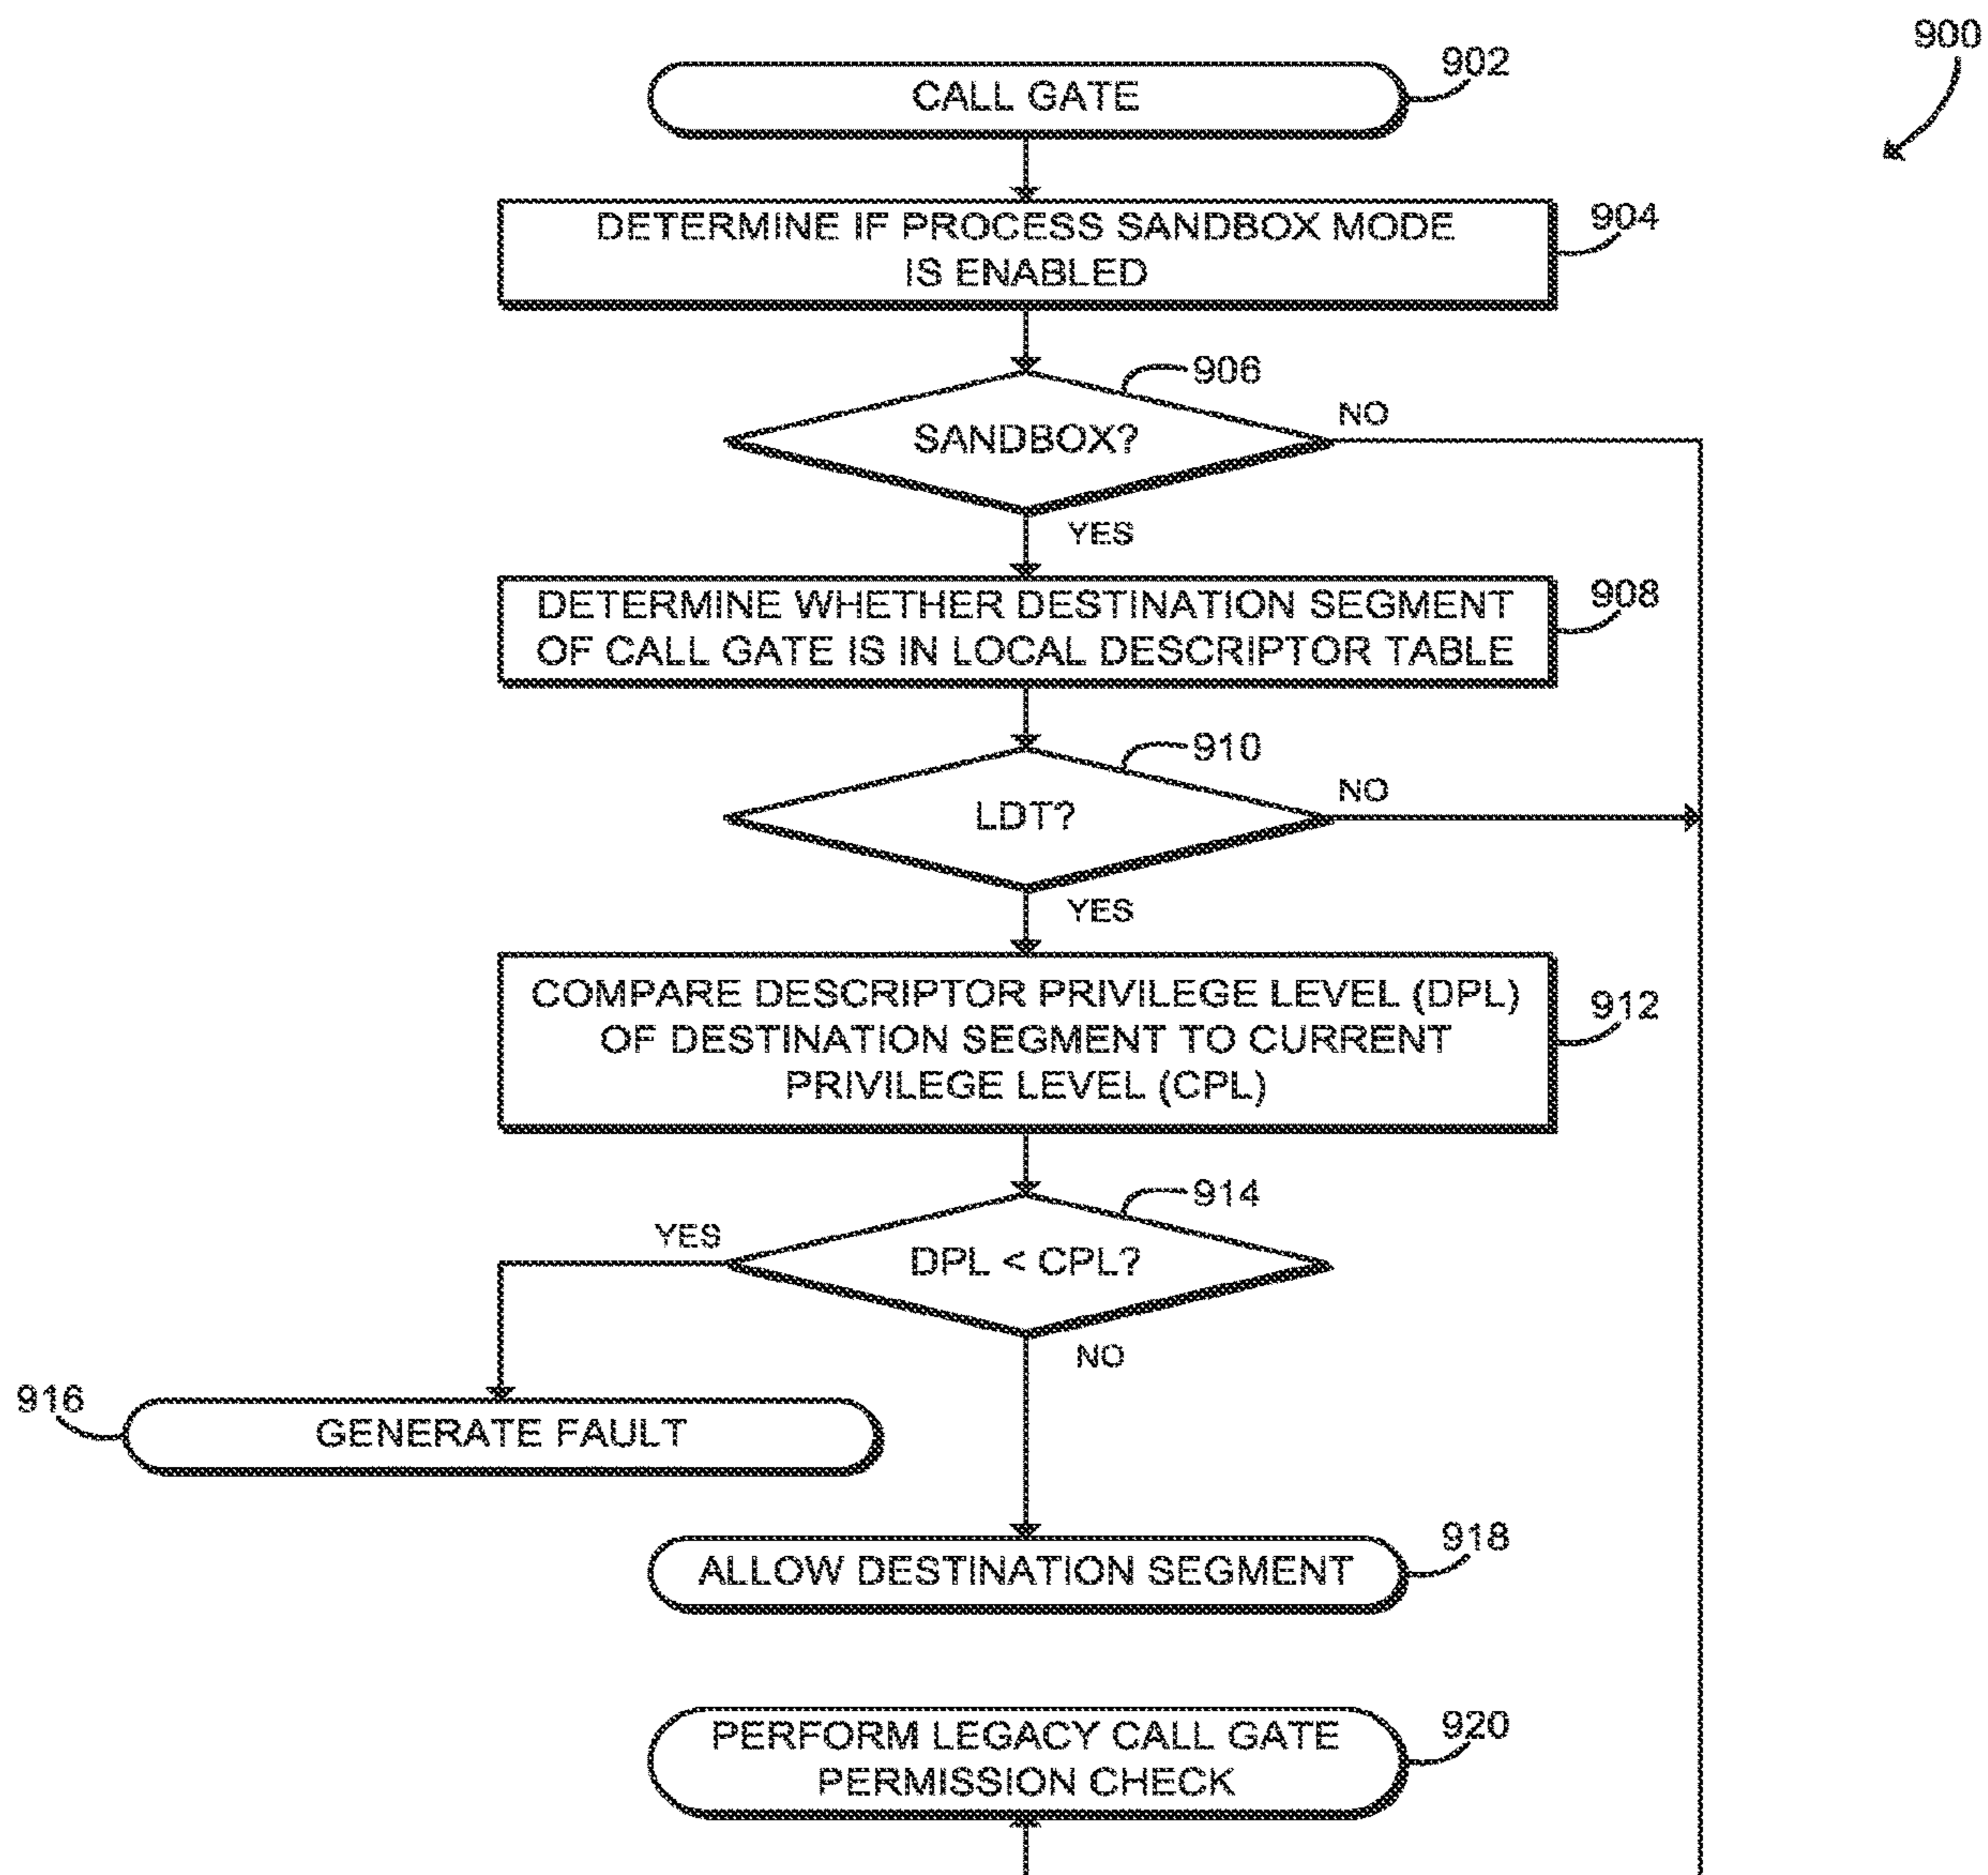 900
CALL GATE
902
DETERMINE IF PROCESS SANDBOX MODE
IS ENABLED
904
906
SANDBOX?
NO
YES
DETERMINE WHETHER DESTINATION SEGMENT
OF CALL GATE IS IN LOCAL DESCRIPTOR TABLE
908
910
LDT?
NO
YES
COMPARE DESCRIPTOR PRIVILEGE LEVEL (DPL)
OF DESTINATION SEGMENT TO CURRENT
PRIVILEGE LEVEL (CPL)
912
914
YES
DPL < CPL?
NO
916
GENERATE FAULT
ALLOW DESTINATION SEGMENT
918
PERFORM LEGACY CALL GATE
PERMISSION CHECK
920